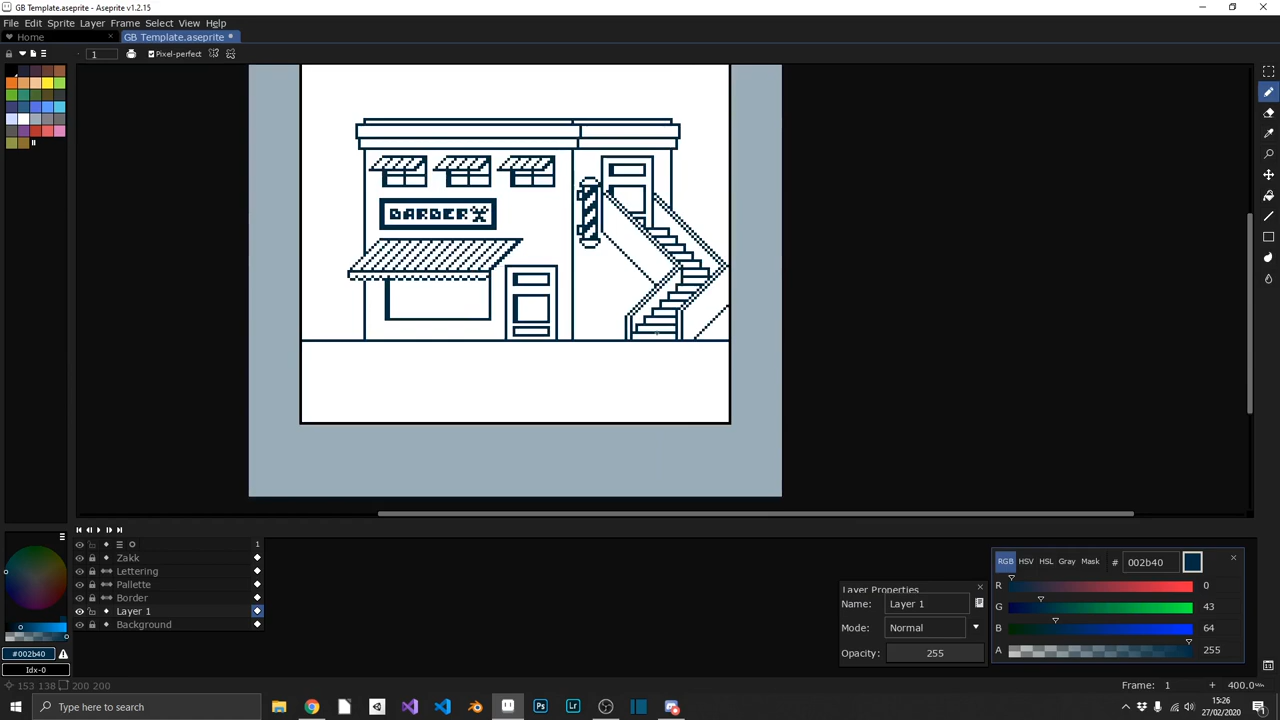 GB Template.aseprite - Aseprite v1.2.15
File Edit Sprite Layer Frame Select View Help
Home
GB Template.aseprite
1
Pixel-perfect
BARBER
1
Zakk
Lettering
Pallette
Border
Layer 1
Background
Layer Properties
Name: Layer 1
Mode: Normal
Opacity: 255
RGB HSV HSL Gray Mask # 002b40
R 0
G 43
B 64
A 255
#002b40
Idx-0
153 138 200 200
Frame: 1
400.0
Type here to search
15:26
27/02/2020